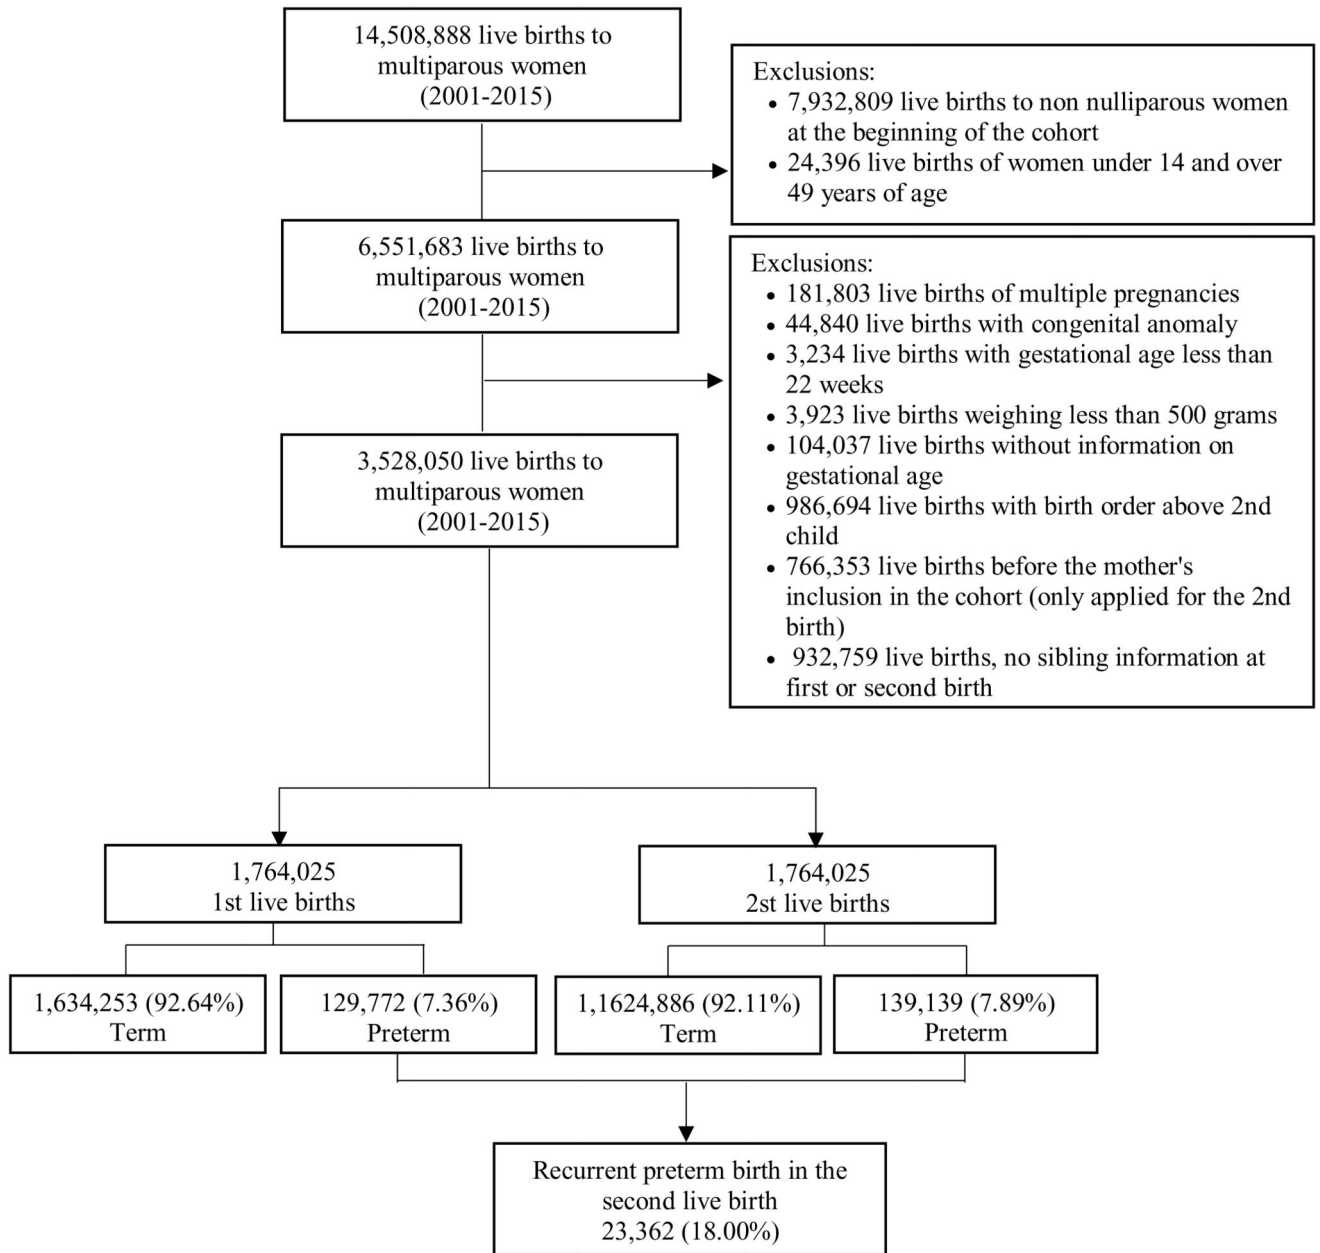 14,508,888 live births to
multiparous women
(2001-2015)
Exclusions:
• 7,932,809 live births to non nulliparous women
at the beginning of the cohort
• 24,396 live births of women under 14 and over
49 years of age
6,551,683 live births to
multiparous women
(2001-2015)
Exclusions:
• 181,803 live births of multiple pregnancies
• 44,840 live births with congenital anomaly
• 3,234 live births with gestational age less than
22 weeks
• 3,923 live births weighing less than 500 grams
• 104,037 live births without information on
gestational age
• 986,694 live births with birth order above 2nd
child
• 766,353 live births before the mother's
inclusion in the cohort (only applied for the 2nd
birth)
• 932,759 live births, no sibling information at
first or second birth
3,528,050 live births to
multiparous women
(2001-2015)
1,764,025
1st live births
1,764,025
2st live births
1,634,253 (92.64%)
Term
129,772 (7.36%)
Preterm
1,1624,886 (92.11%)
Term
139,139 (7.89%)
Preterm
Recurrent preterm birth in the
second live birth
23,362 (18.00%)